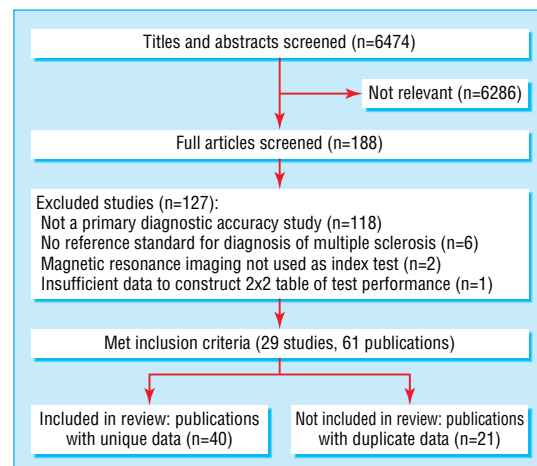 Titles and abstracts screened (n=6474)
Not relevant (n=6286)
Full articles screened (n=188)
Excluded studies (n=127):
Not a primary diagnostic accuracy study (n=118)
No reference standard for diagnosis of multiple sclerosis (n=6)
Magnetic resonance imaging not used as index test (n=2)
Insufficient data to construct 2x2 table of test performance (n=1)
Met inclusion criteria (29 studies, 61 publications)
Included in review: publications
with unique data (n=40)
Not included in review: publications
with duplicate data (n=21)